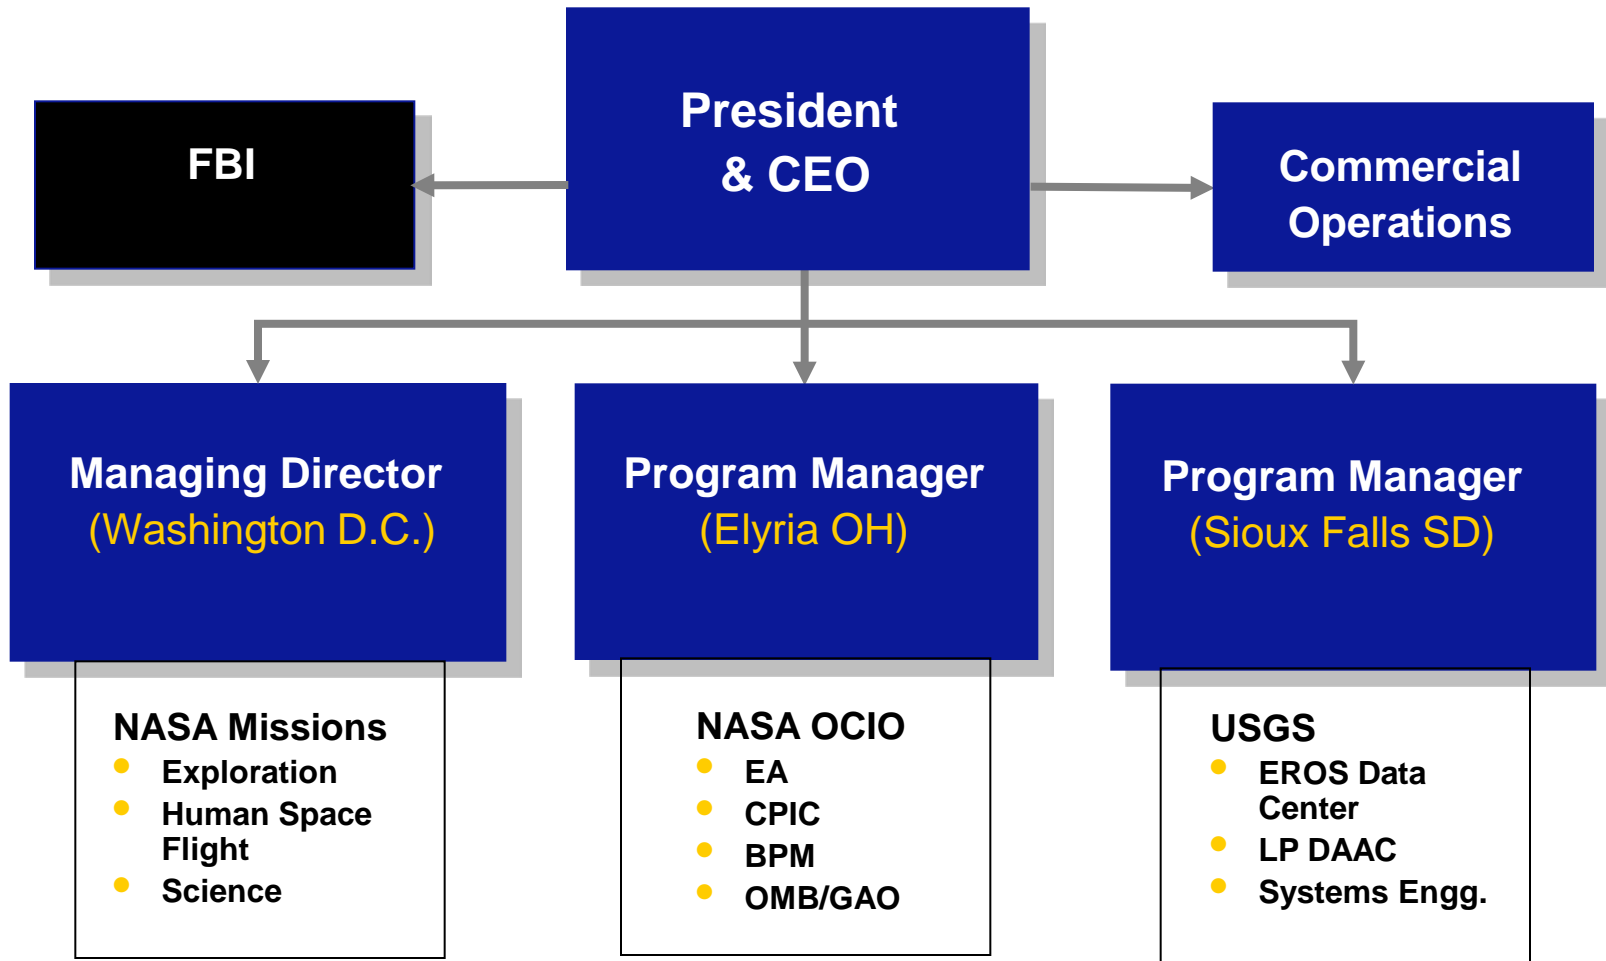 President
& CEO
FBI
Commercial
Operations
Managing Director
(Washington D.C.)
Program Manager
(Elyria OH)
Program Manager
(Sioux Falls SD)
NASA Missions
Exploration
Human Space
Flight
Science
NASA OCIO
EA
CPIC
BPM
OMB/GAO
USGS
EROS Data
Center
LP DAAC
Systems Engg.